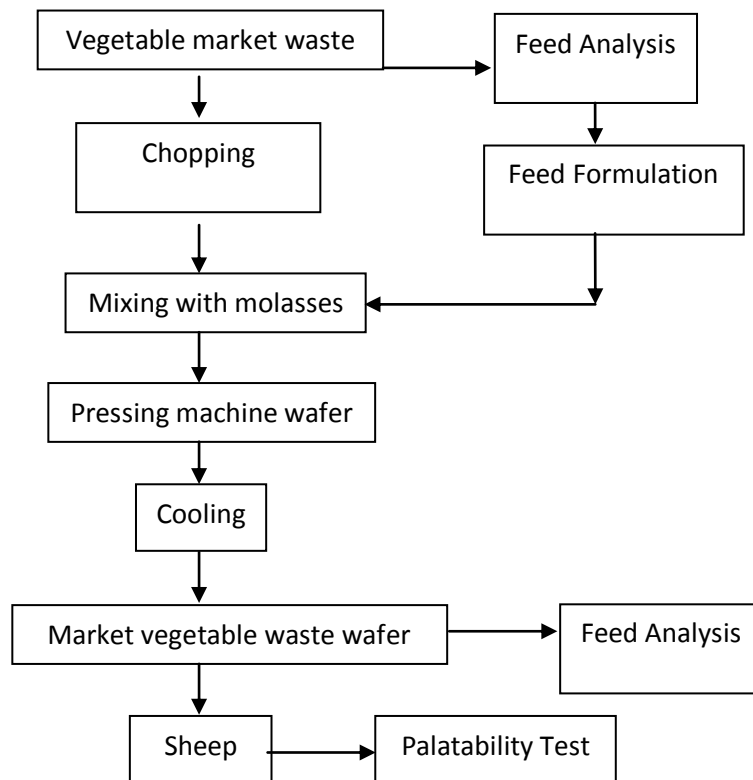 Vegetable market waste
Feed Analysis
Chopping
Feed Formulation
Mixing with molasses
Pressing machine wafer
Cooling
Market vegetable waste wafer
Feed Analysis
Sheep
Palatability Test